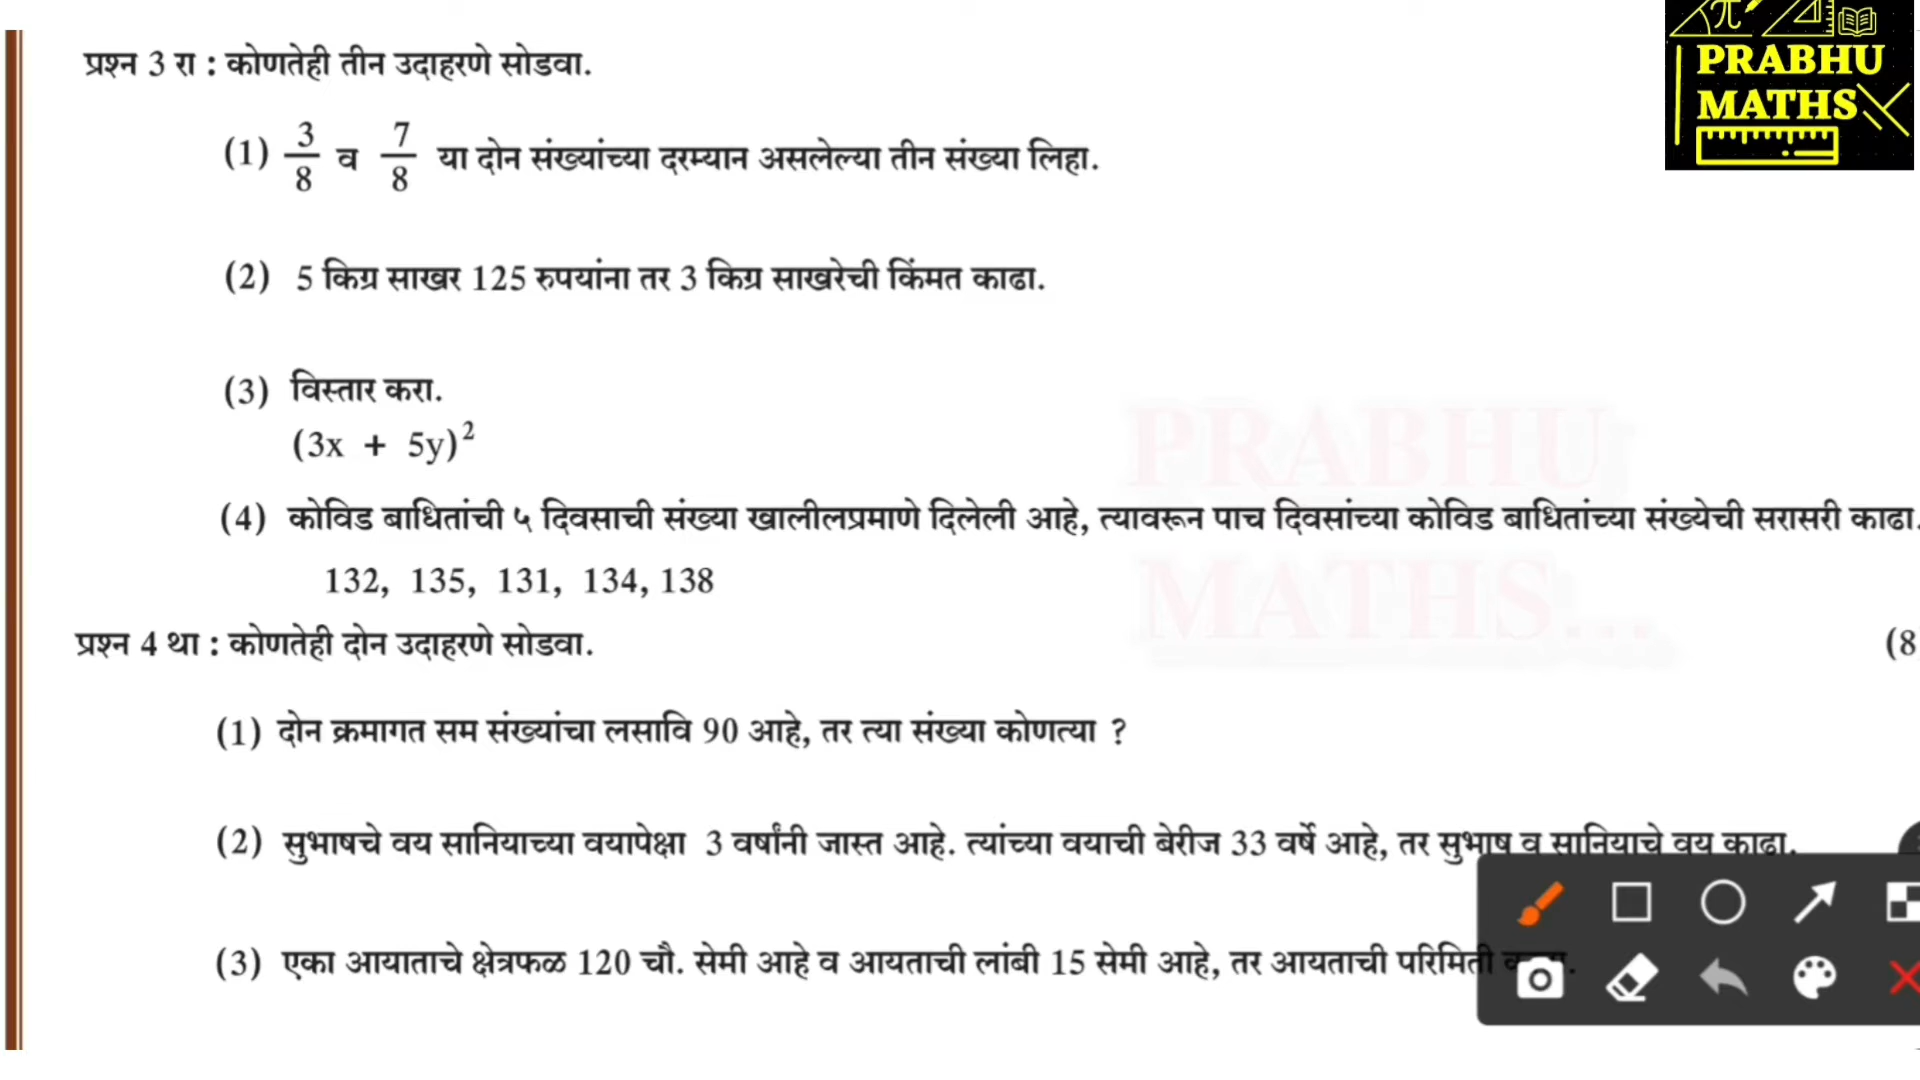 PRABHU
MATHS
प्रश्न 3 रा : कोणतेही तीन उदाहरणे सोडवा.
(1) 3/8 व 7/8 या दोन संख्यांच्या दरम्यान असलेल्या तीन संख्या लिहा.
(2) 5 किग्र साखर 125 रुपयांना तर 3 किग्र साखरेची किंमत काढा.
(3) विस्तार करा.
(3x + 5y)²
PRABHU
(4) कोविड बाधितांची ५ दिवसाची संख्या खालीलप्रमाणे दिलेली आहे, त्यावरून पाच दिवसांच्या कोविड बाधितांच्या संख्येची सरासरी काढा.
132, 135, 131, 134, 138
MATHS...
प्रश्न 4 था : कोणतेही दोन उदाहरणे सोडवा.
(8
(1) दोन क्रमागत सम संख्यांचा लसावि 90 आहे, तर त्या संख्या कोणत्या ?
(2) सुभाषचे वय सानियाच्या वयापेक्षा 3 वर्षांनी जास्त आहे. त्यांच्या वयाची बेरीज 33 वर्षे आहे, तर सुभाष व सानियाचे वय काढा.
(3) एका आयाताचे क्षेत्रफळ 120 चौ. सेमी आहे व आयताची लांबी 15 सेमी आहे, तर आयताची परिमिती